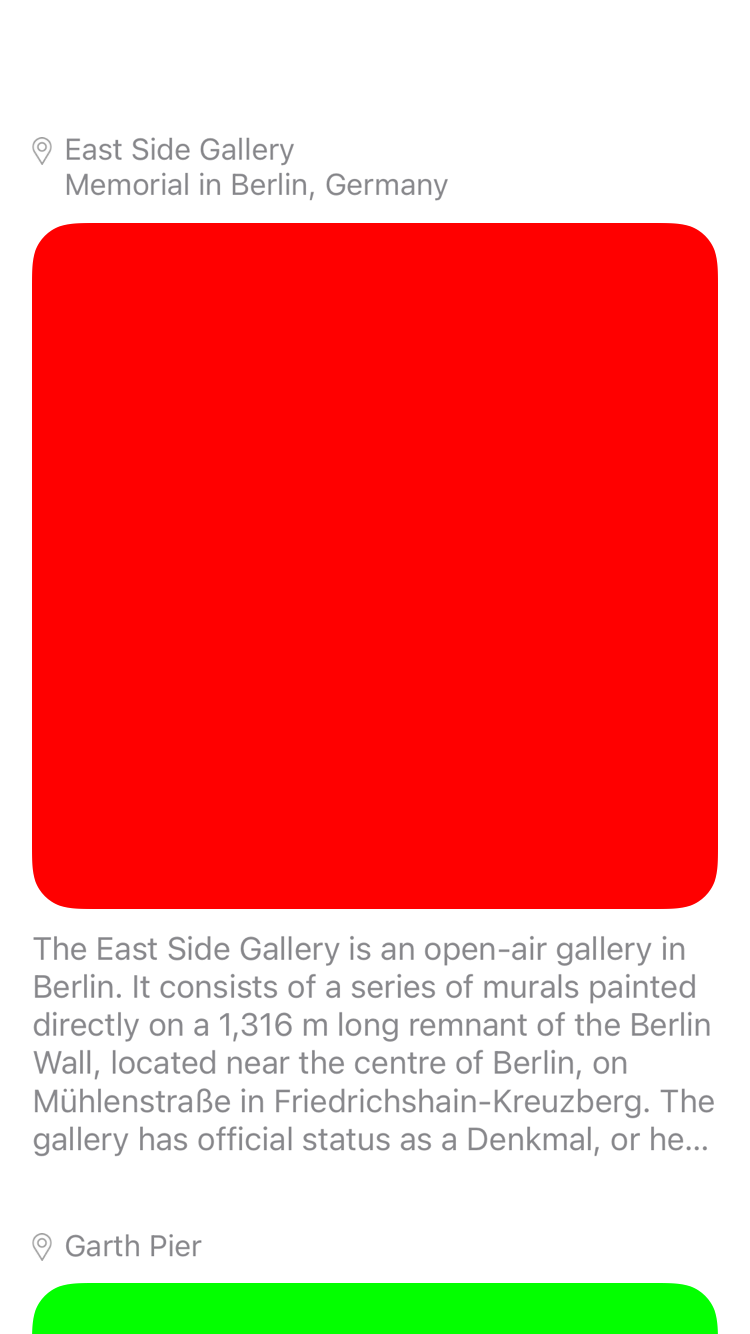 East Side Gallery
Memorial in Berlin, Germany
The East Side Gallery is an open-air gallery in
Berlin. It consists of a series of murals painted
directly on a 1,316 m long remnant of the Berlin
Wall, located near the centre of Berlin, on
Mühlenstraße in Friedrichshain-Kreuzberg. The
gallery has official status as a Denkmal, or he...
Garth Pier